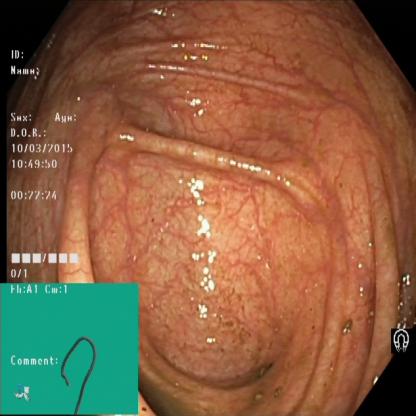 ID:
Name:
Sex: Age:
D.O.B.:
10/03/2015
10:49:50
00:22:24
■■■/■■■
0/1
Eh:A1 Cm:1
Comment: